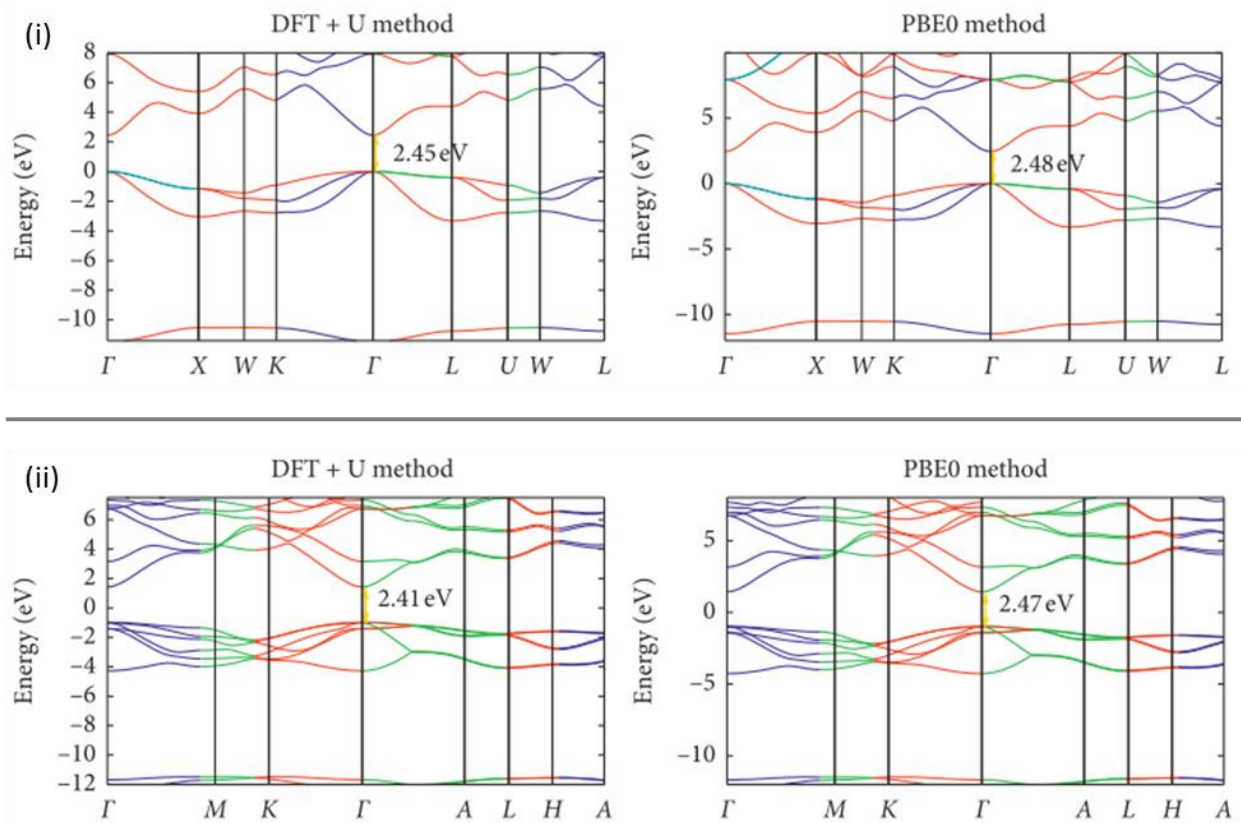 (i)
DFT + U method
Energy (eV)
8
6
4
2
0
−2
−4
−6
−8
−10
2.45 eV
Γ X W K Γ L U W L
PBE0 method
Energy (eV)
5
0
−5
−10
2.48 eV
Γ X W K Γ L U W L
(ii)
DFT + U method
Energy (eV)
6
4
2
0
−2
−4
−6
−8
−10
−12
2.41 eV
Γ M K Γ A L H A
PBE0 method
Energy (eV)
5
0
−5
−10
2.47 eV
Γ M K Γ A L H A